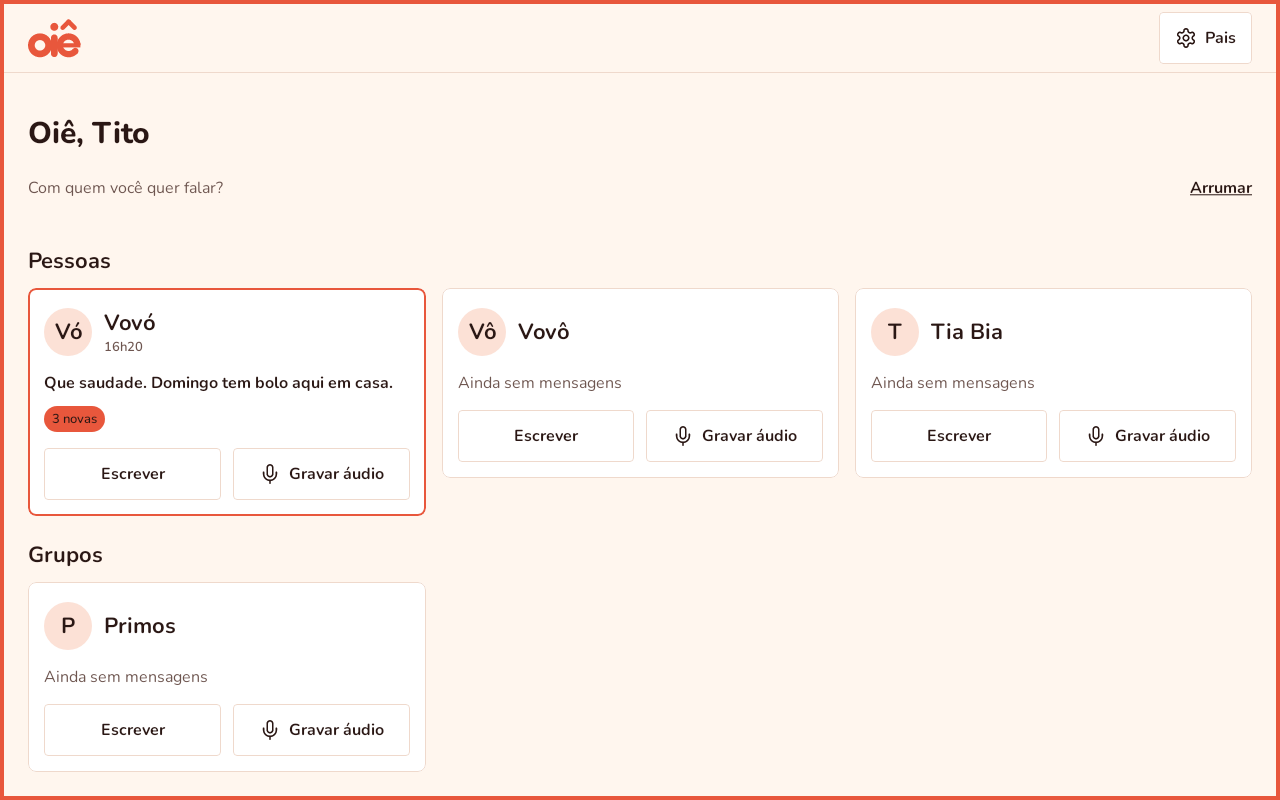 oiê
Pais
Oiê, Tito
Com quem você quer falar?
Arrumar
Pessoas
Vó
Vovó
16h20
Que saudade. Domingo tem bolo aqui em casa.
3 novas
Escrever
Gravar áudio
Vô
Vovô
Ainda sem mensagens
Escrever
Gravar áudio
T
Tia Bia
Ainda sem mensagens
Escrever
Gravar áudio
Grupos
P
Primos
Ainda sem mensagens
Escrever
Gravar áudio